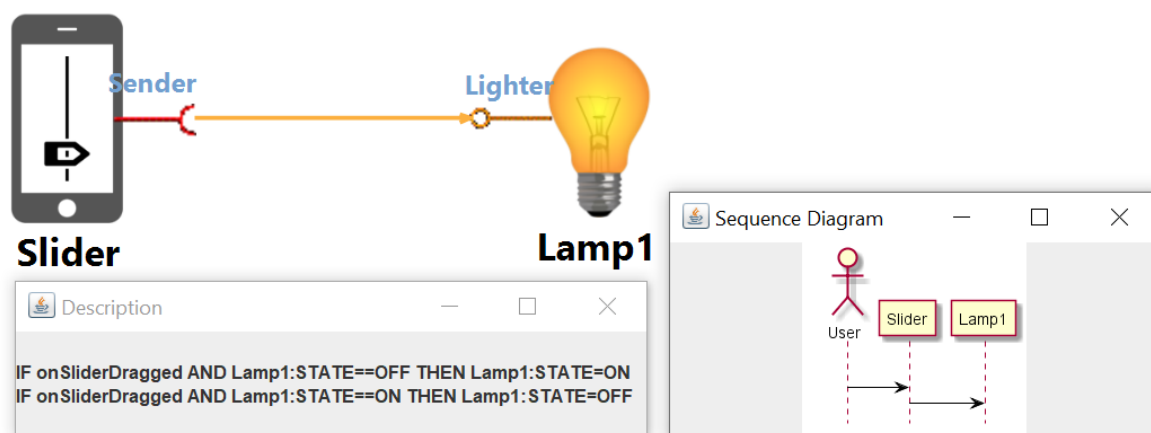 Sender
Lighter
Slider
Lamp1
Description
IF onSliderDragged AND Lamp1:STATE==OFF THEN Lamp1:STATE=ON
IF onSliderDragged AND Lamp1:STATE==ON THEN Lamp1:STATE=OFF
Sequence Diagram
User
Slider
Lamp1